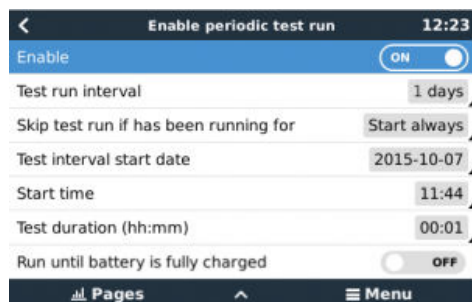 Enable periodic test run 12:23
Enable ON
Test run interval 1 days
Skip test run if has been running for Start always
Test interval start date 2015-10-07
Start time 11:44
Test duration (hh:mm) 00:01
Run until battery is fully charged OFF
Pages Menu